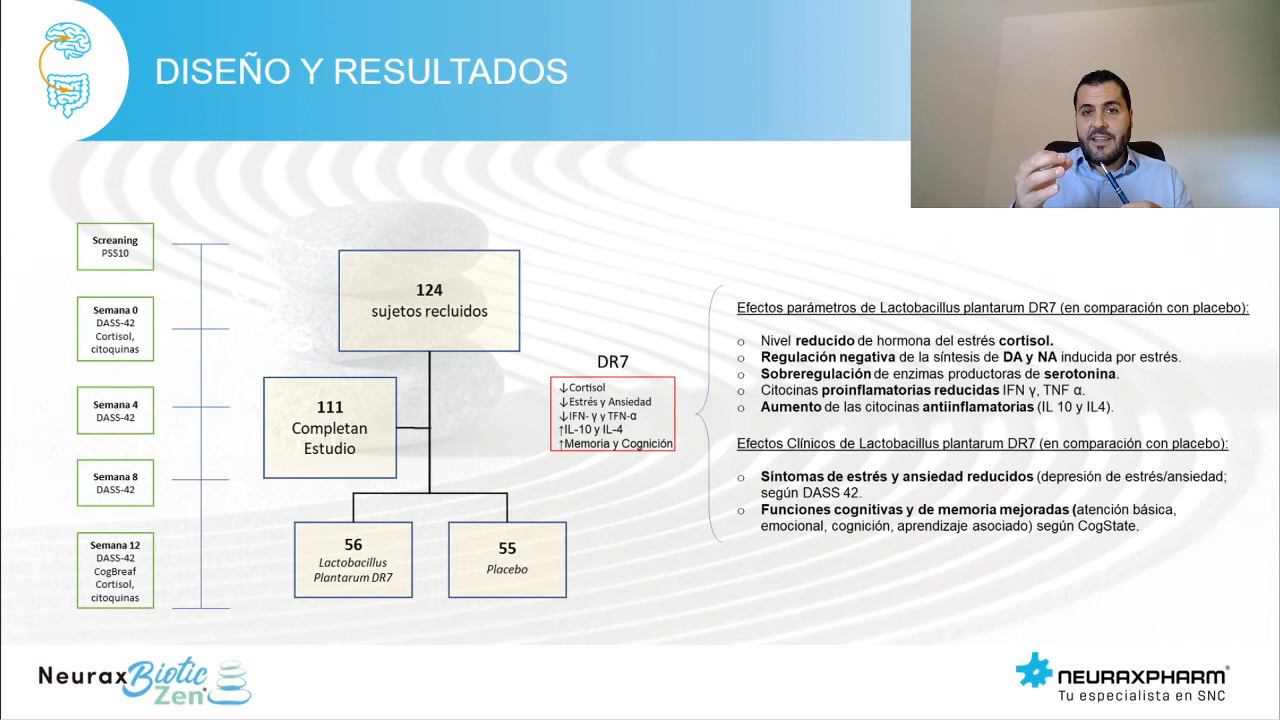 DISEÑO Y RESULTADOS
Screaning
PSS10
Semana 0
DASS-42
Cortisol,
citoquinas
Semana 4
DASS-42
Semana 8
DASS-42
Semana 12
DASS-42
CogBreaf
Cortisol,
citoquinas
124
sujetos recluidos
111
Completan
Estudio
56
Lactobacillus
Plantarum DR7
55
Placebo
DR7
↓Cortisol
↓Estrés y Ansiedad
↓IFN- γ y TFN-α
↑IL-10 y IL-4
↑Memoria y Cognición
Efectos parámetros de Lactobacillus plantarum DR7 (en comparación con placebo):
o Nivel reducido de hormona del estrés cortisol.
o Regulación negativa de la síntesis de DA y NA inducida por estrés.
o Sobreregulación de enzimas productoras de serotonina.
o Citocinas proinflamatorias reducidas IFN γ, TNF α.
o Aumento de las citocinas antiinflamatorias (IL 10 y IL4).
Efectos Clínicos de Lactobacillus plantarum DR7 (en comparación con placebo):
o Síntomas de estrés y ansiedad reducidos (depresión de estrés/ansiedad;
según DASS 42.
o Funciones cognitivas y de memoria mejoradas (atención básica,
emocional, cognición, aprendizaje asociado) según CogState.
NeuraxBiotic
Zen®
NEURAXPHARM®
Tu especialista en SNC